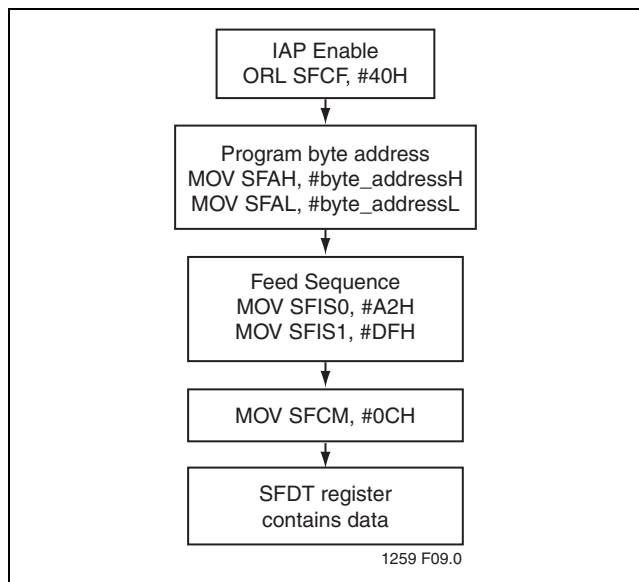 IAP Enable
ORL SFCF, #40H
Program byte address
MOV SFAH, #byte_addressH
MOV SFAL, #byte_addressL
Feed Sequence
MOV SFIS0, #A2H
MOV SFIS1, #DFH
MOV SFCM, #0CH
SFDT register
contains data
1259 F09.0